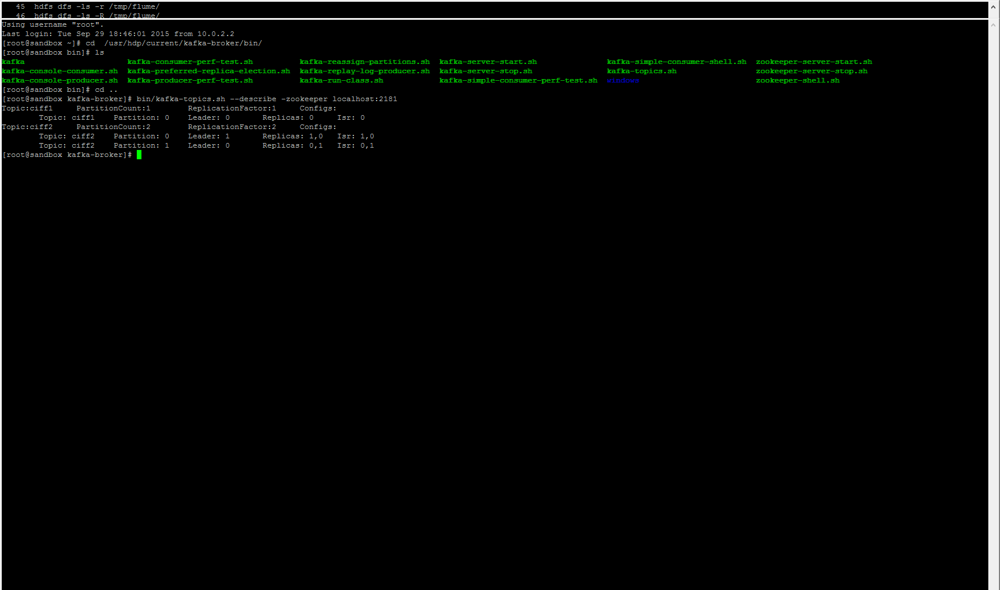 45  hdfs dfs -ls -r /tmp/flume/
46  hdfs dfs -ls -R /tmp/flume/
Using username "root".
Last login: Tue Sep 29 18:46:01 2015 from 10.0.2.2
[root@sandbox ~]# cd  /usr/hdp/current/kafka-broker/bin/
[root@sandbox bin]# ls
kafka                      kafka-consumer-perf-test.sh          kafka-reassign-partitions.sh  kafka-server-start.sh               kafka-simple-consumer-shell.sh  zookeeper-server-start.sh
kafka-console-consumer.sh  kafka-preferred-replica-election.sh  kafka-replay-log-producer.sh  kafka-server-stop.sh                kafka-topics.sh                 zookeeper-server-stop.sh
kafka-console-producer.sh  kafka-producer-perf-test.sh          kafka-run-class.sh            kafka-simple-consumer-perf-test.sh  windows                         zookeeper-shell.sh
[root@sandbox bin]# cd ..
[root@sandbox kafka-broker]# bin/kafka-topics.sh --describe -zookeeper localhost:2181
Topic:ciff1     PartitionCount:1        ReplicationFactor:1     Configs:
        Topic: ciff1    Partition: 0    Leader: 0       Replicas: 0     Isr: 0
Topic:ciff2     PartitionCount:2        ReplicationFactor:2     Configs:
        Topic: ciff2    Partition: 0    Leader: 1       Replicas: 1,0   Isr: 1,0
        Topic: ciff2    Partition: 1    Leader: 0       Replicas: 0,1   Isr: 0,1
[root@sandbox kafka-broker]#